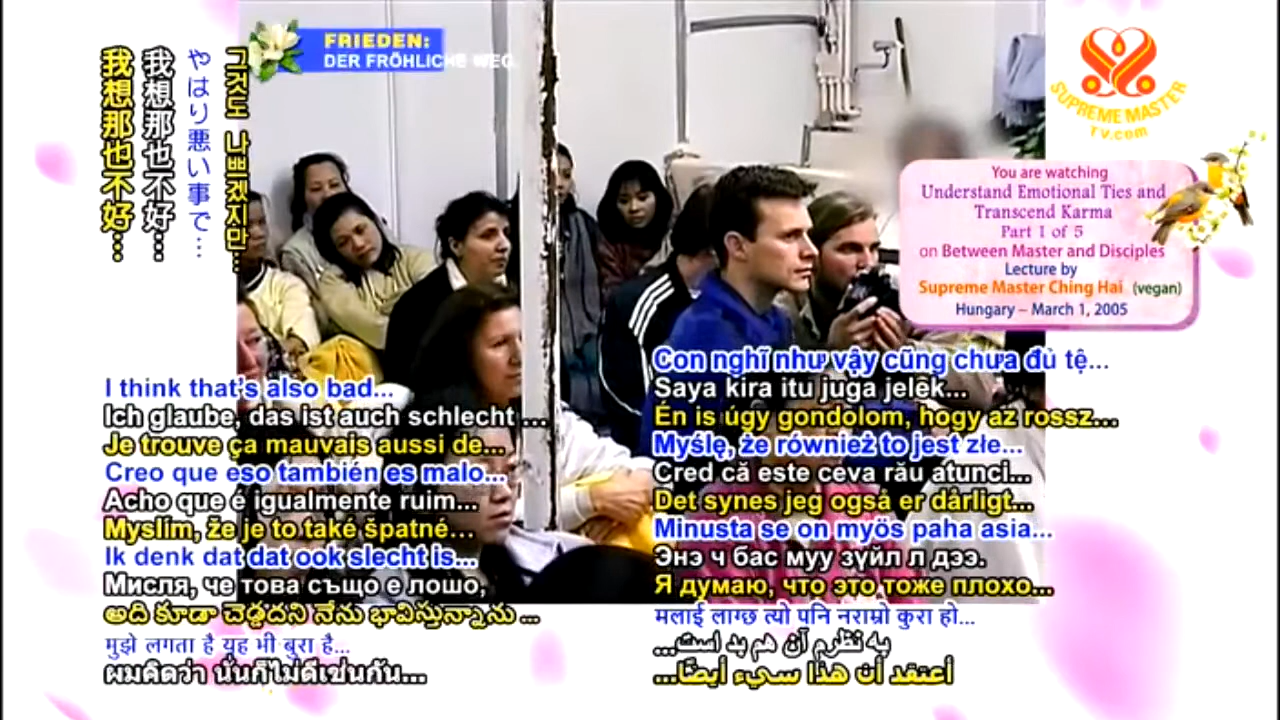 FRIEDEN:
DER FRÖHLICHE WEG.
SUPREME MASTER
TV.com
You are watching
Understand Emotional Ties and
Transcend Karma
Part 1 of 5
on Between Master and Disciples
Lecture by
Supreme Master Ching Hai (vegan)
Hungary – March 1, 2005
그것도 나쁘겠지만...
やはり悪い事で...
我想那也不好...
我想那也不好...
I think that's also bad...
Ich glaube, das ist auch schlecht ...
Je trouve ça mauvais aussi de...
Creo que eso también es malo...
Acho que é igualmente ruim...
Myslím, že je to také špatné...
Ik denk dat dat ook slecht is...
Мисля, че това също е лошо,
అది కూడా చెడ్డదని నేను భావిస్తున్నాను ...
मुझे लगता है यह भी बुरा है...
ผมคิดว่า นั่นก็ไม่ดีเช่นกัน...
Con nghĩ như vậy cũng chưa đủ tệ...
Saya kira itu juga jelek...
Én is úgy gondolom, hogy az rossz...
Myślę, że również to jest złe...
Cred că este ceva rău atunci...
Det synes jeg også er dårligt...
Minusta se on myös paha asia...
Энэ ч бас муу зүйл л дээ.
Я думаю, что это тоже плохо...
मलाई लाग्छ त्यो पनि नराम्रो कुरा हो...
به نظرم آن هم بد است...
أعتقد أن هذا سيء أيضًا...